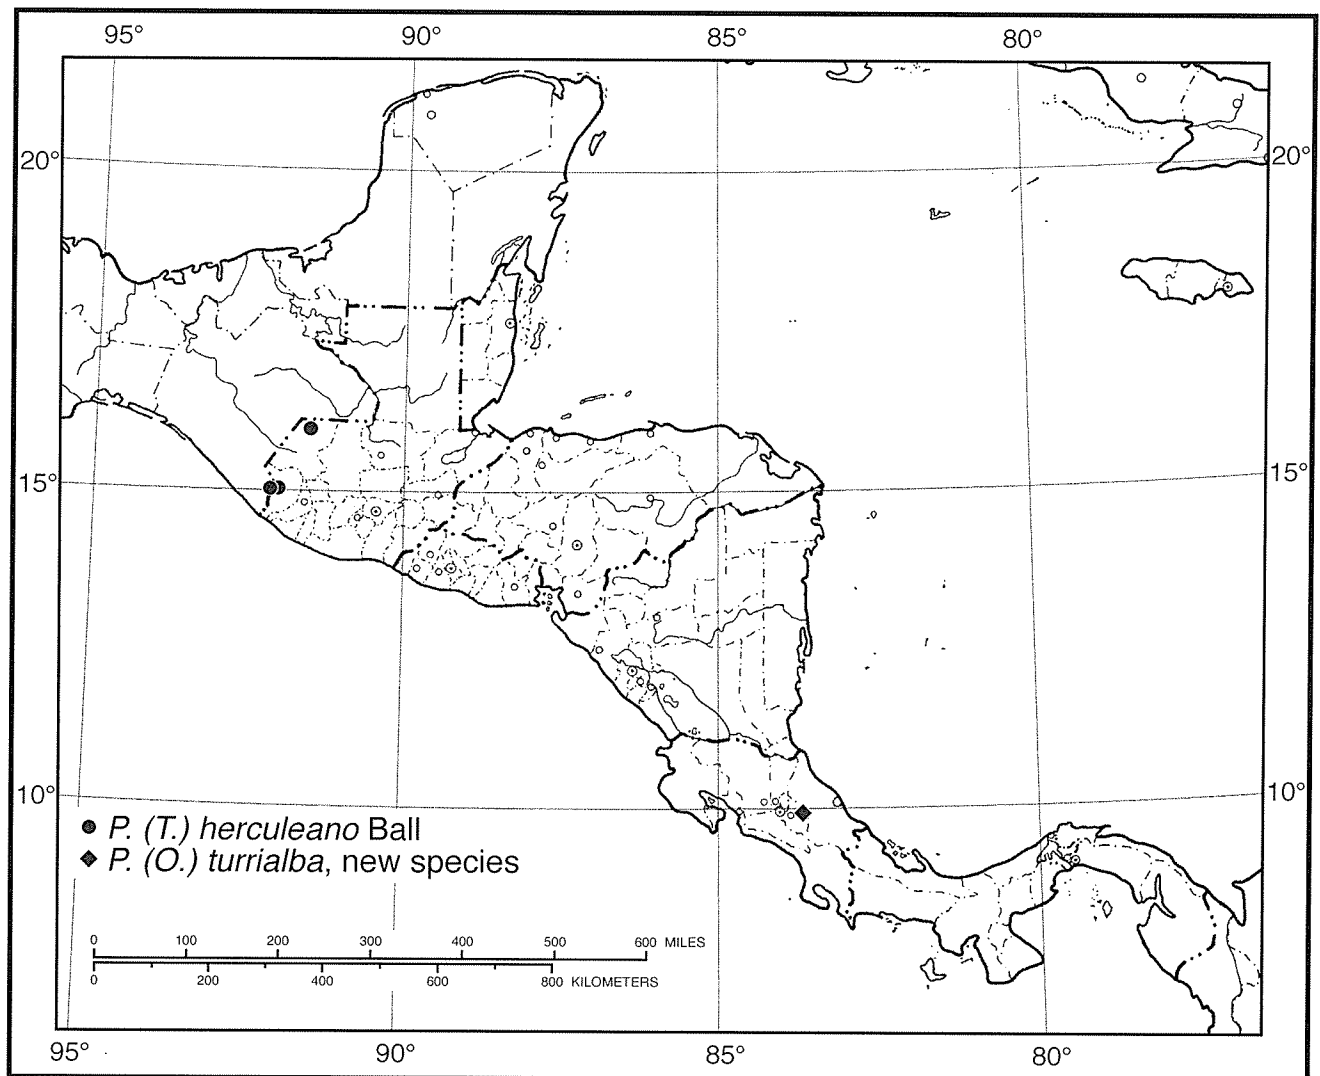 95° 90° 85° 80°
20° 20°
15° 15°
10° 10°
P. (T.) herculeano Ball
P. (O.) turrialba, new species
0 100 200 300 400 500 600 MILES
0 200 400 600 800 KILOMETERS
95° 90° 85° 80°